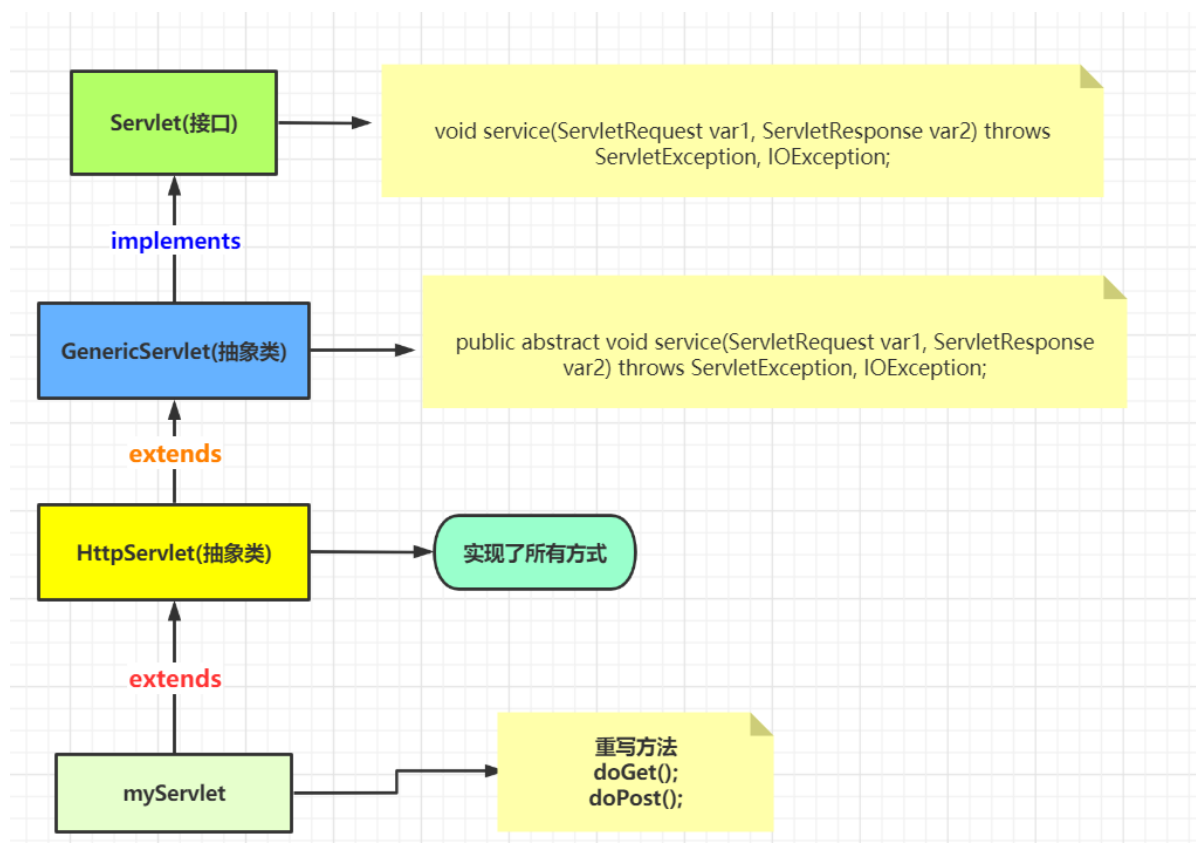 Servlet(接口)
void service(ServletRequest var1, ServletResponse var2) throws
ServletException, IOException;
implements
GenericServlet(抽象类)
public abstract void service(ServletRequest var1, ServletResponse
var2) throws ServletException, IOException;
extends
HttpServlet(抽象类)
实现了所有方式
extends
myServlet
重写方法
doGet();
doPost();